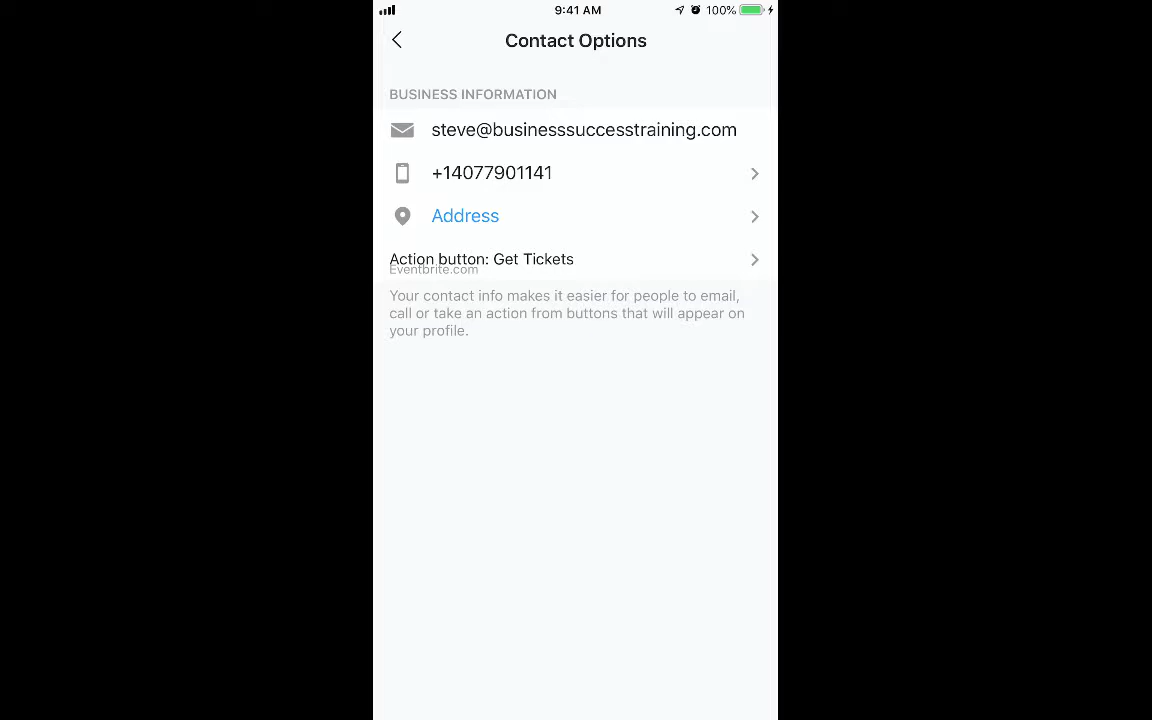 9:41 AM
100%
Contact Options
BUSINESS INFORMATION
steve@businesssuccesstraining.com
+14077901141
Address
Action button: Get Tickets
Eventbrite.com
Your contact info makes it easier for people to email,
call or take an action from buttons that will appear on
your profile.